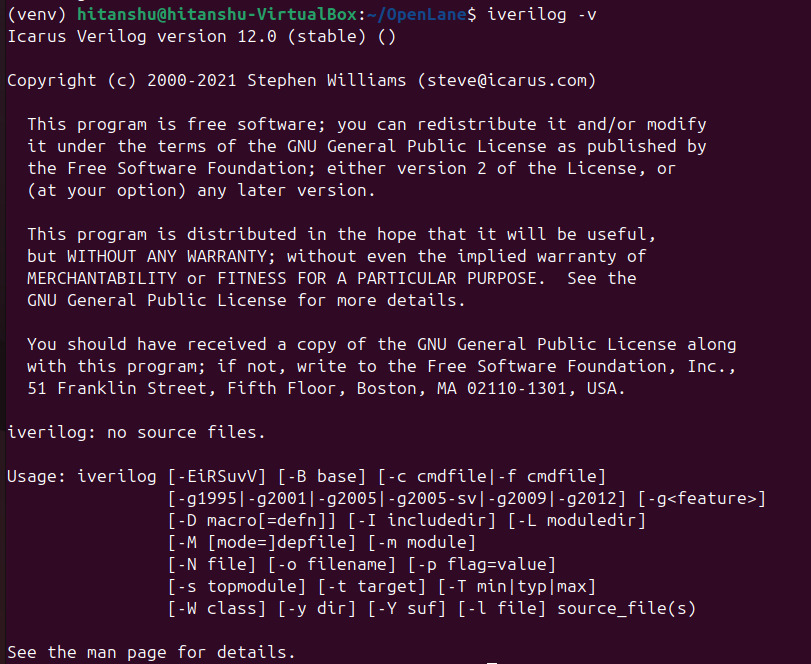 (venv) hitanshu@hitanshu-VirtualBox:~/OpenLane$ iverilog -v
Icarus Verilog version 12.0 (stable) ()

Copyright (c) 2000-2021 Stephen Williams (steve@icarus.com)

  This program is free software; you can redistribute it and/or modify
  it under the terms of the GNU General Public License as published by
  the Free Software Foundation; either version 2 of the License, or
  (at your option) any later version.

  This program is distributed in the hope that it will be useful,
  but WITHOUT ANY WARRANTY; without even the implied warranty of
  MERCHANTABILITY or FITNESS FOR A PARTICULAR PURPOSE.  See the
  GNU General Public License for more details.

  You should have received a copy of the GNU General Public License along
  with this program; if not, write to the Free Software Foundation, Inc.,
  51 Franklin Street, Fifth Floor, Boston, MA 02110-1301, USA.

iverilog: no source files.

Usage: iverilog [-EiRSuvV] [-B base] [-c cmdfile|-f cmdfile]
                [-g1995|-g2001|-g2005|-g2005-sv|-g2009|-g2012] [-g<feature>]
                [-D macro[=defn]] [-I includedir] [-L moduledir]
                [-M [mode=]depfile] [-m module]
                [-N file] [-o filename] [-p flag=value]
                [-s topmodule] [-t target] [-T min|typ|max]
                [-W class] [-y dir] [-Y suf] [-l file] source_file(s)

See the man page for details.